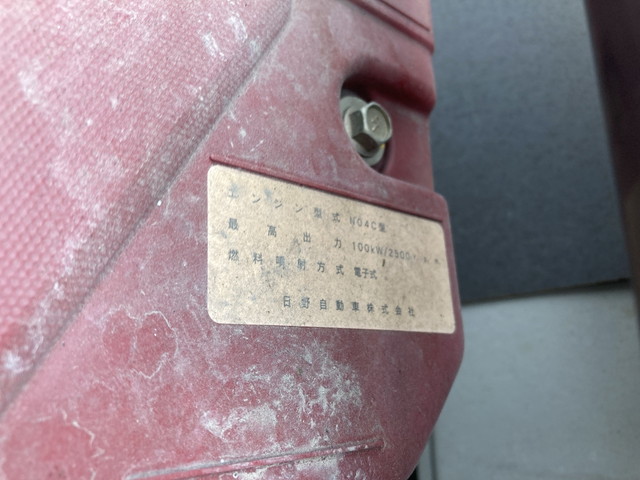 エンジン型式 N04C型
最高出力 100kW/2500
燃料噴射方式 電子式
日野自動車株式会社